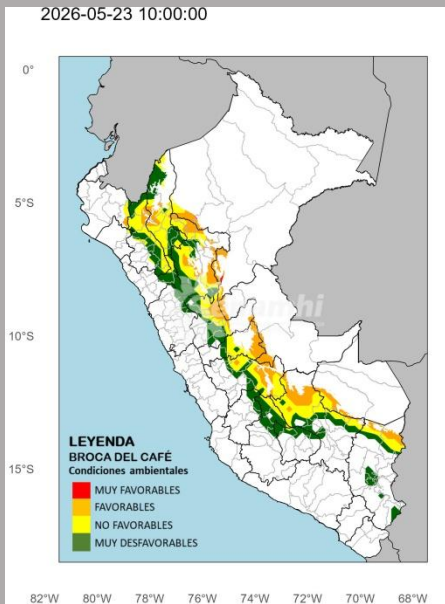 2026-05-23 10:00:00
0°
5°S
10°S
15°S
senamhi
LEYENDA
BROCA DEL CAFÉ
Condiciones ambientales
MUY FAVORABLES
FAVORABLES
NO FAVORABLES
MUY DESFAVORABLES
82°W 80°W 78°W 76°W 74°W 72°W 70°W 68°W